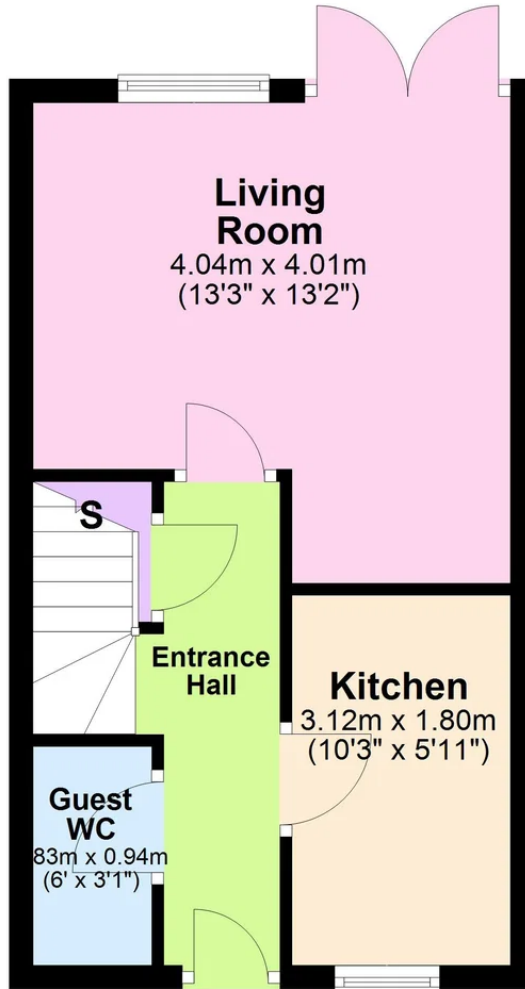 Living
Room
4.04m x 4.01m
(13'3" x 13'2")
S
Entrance
Hall
Kitchen
3.12m x 1.80m
(10'3" x 5'11")
Guest
WC
83m x 0.94m
(6' x 3'1")